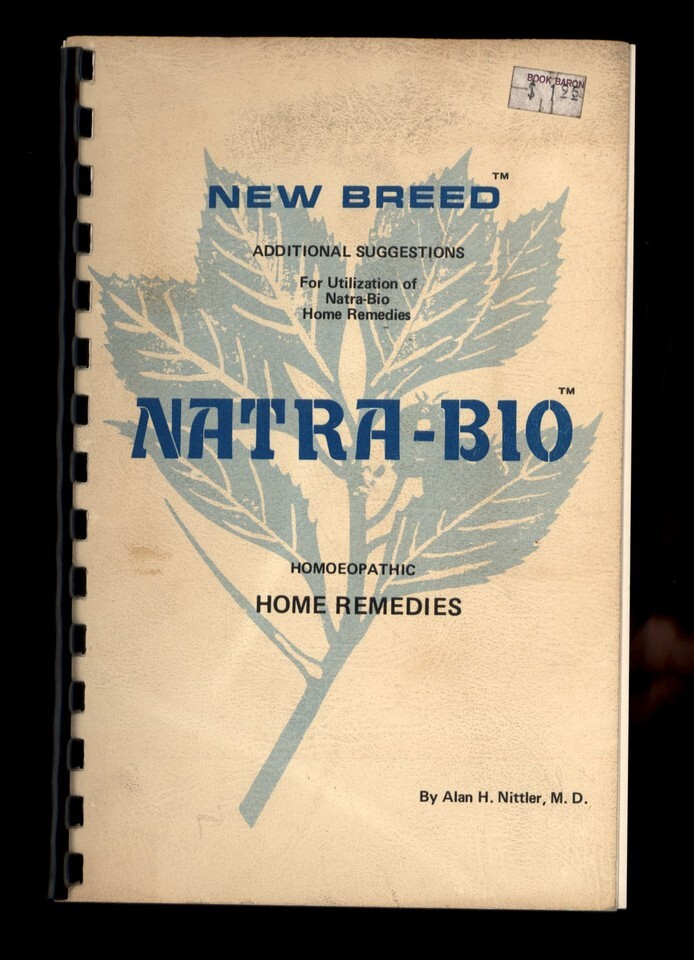 BOOK BARON
NEW BREED™
ADDITIONAL SUGGESTIONS
For Utilization of
Natra-Bio
Home Remedies
NATRA-BIO™
HOMOEOPATHIC
HOME REMEDIES
By Alan H. Nittler, M. D.